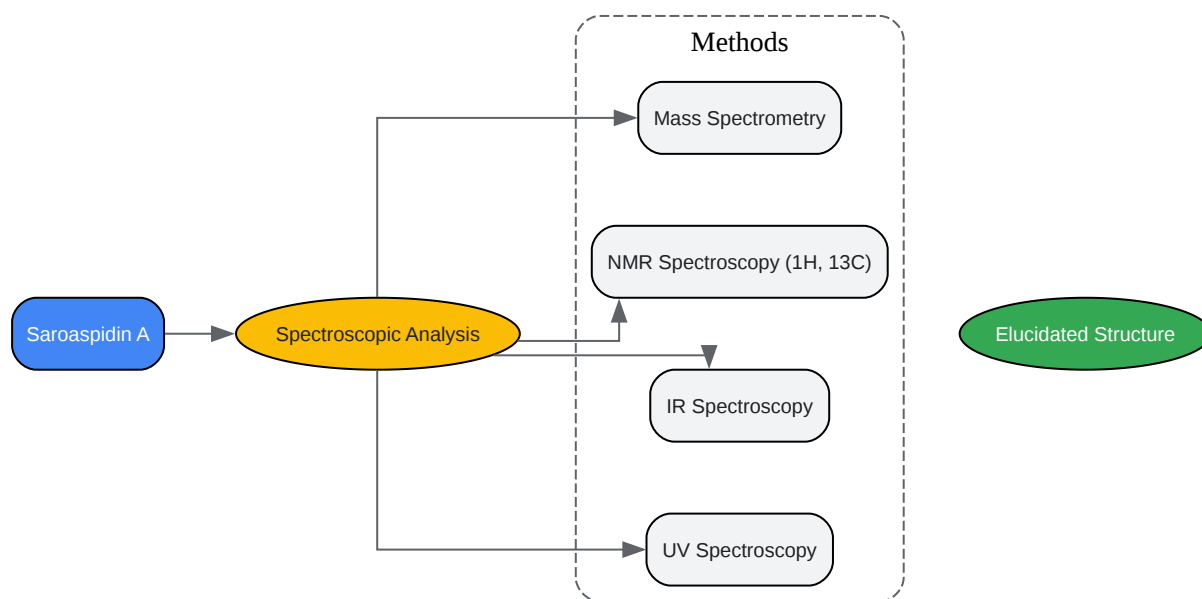 Methods
Mass Spectrometry
NMR Spectroscopy (1H, 13C)
Saroaspidin A
Spectroscopic Analysis
Elucidated Structure
IR Spectroscopy
UV Spectroscopy